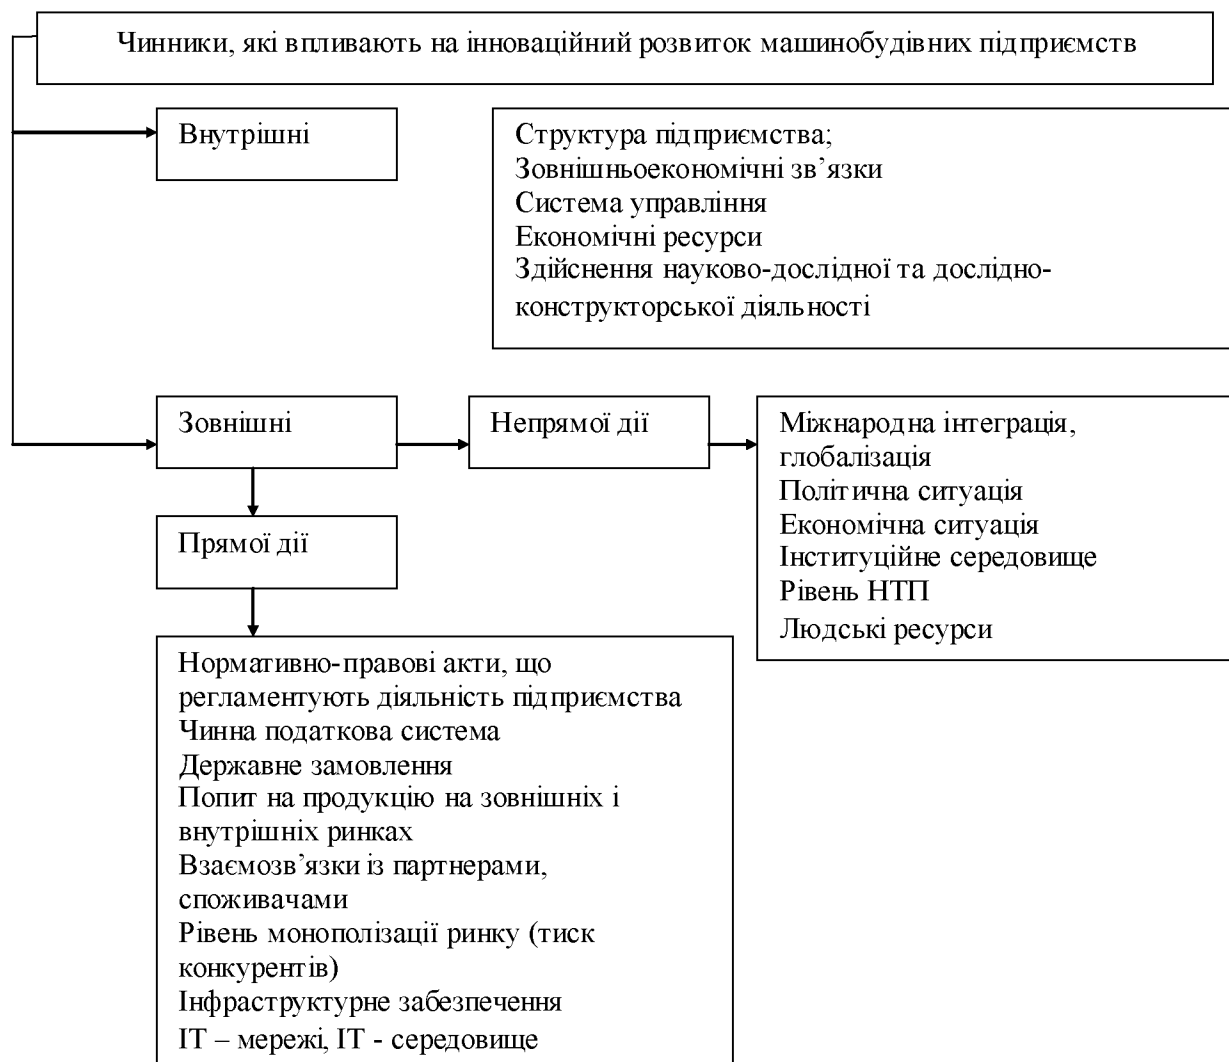 Чинники, які впливають на інноваційний розвиток машинобудівних підприємств
Внутрішні
Структура підприємства;
Зовнішньоекономічні зв’язки
Система управління
Економічні ресурси
Здійснення науково-дослідної та дослідно-
конструкторської діяльності
Зовнішні
Непрямої дії
Міжнародна інтеграція,
глобалізація
Політична ситуація
Економічна ситуація
Інституційне середовище
Рівень НТП
Людські ресурси
Прямої дії
Нормативно-правові акти, що
регламентують діяльність підприємства
Чинна податкова система
Державне замовлення
Попит на продукцію на зовнішніх і
внутрішніх ринках
Взаємозв’язки із партнерами,
споживачами
Рівень монополізації ринку (тиск
конкурентів)
Інфраструктурне забезпечення
ІТ – мережі, ІТ - середовище